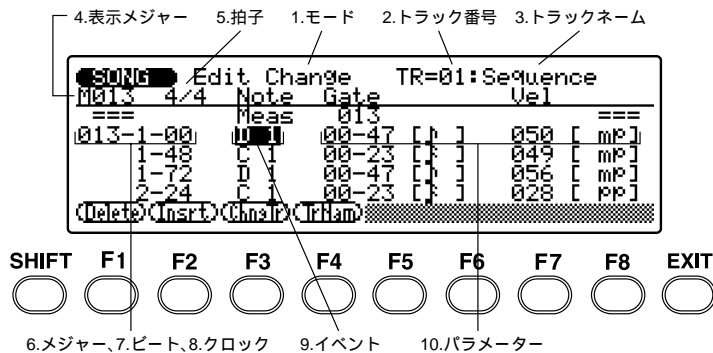 4.表示メジャー 5.拍子 1.モード 2.トラック番号 3.トラックネーム
SONG Edit Change TR=01:Sequence
M013 4/4 Note Gate Vel
=== Meas 013 ===
013-1-00 D 1 00-47 [♪ ] 050 [ mp]
1-48 C 1 00-23 [ ] 049 [ mp]
1-72 D 1 00-47 [♪ ] 056 [ mp]
2-24 C 1 00-23 [ ] 028 [ pp]
(Delete) (Insrt) (ChngTr) (TrNam)
SHIFT F1 F2 F3 F4 F5 F6 F7 F8 EXIT
6.メジャー、7.ビート、8.クロック 9.イベント 10.パラメーター